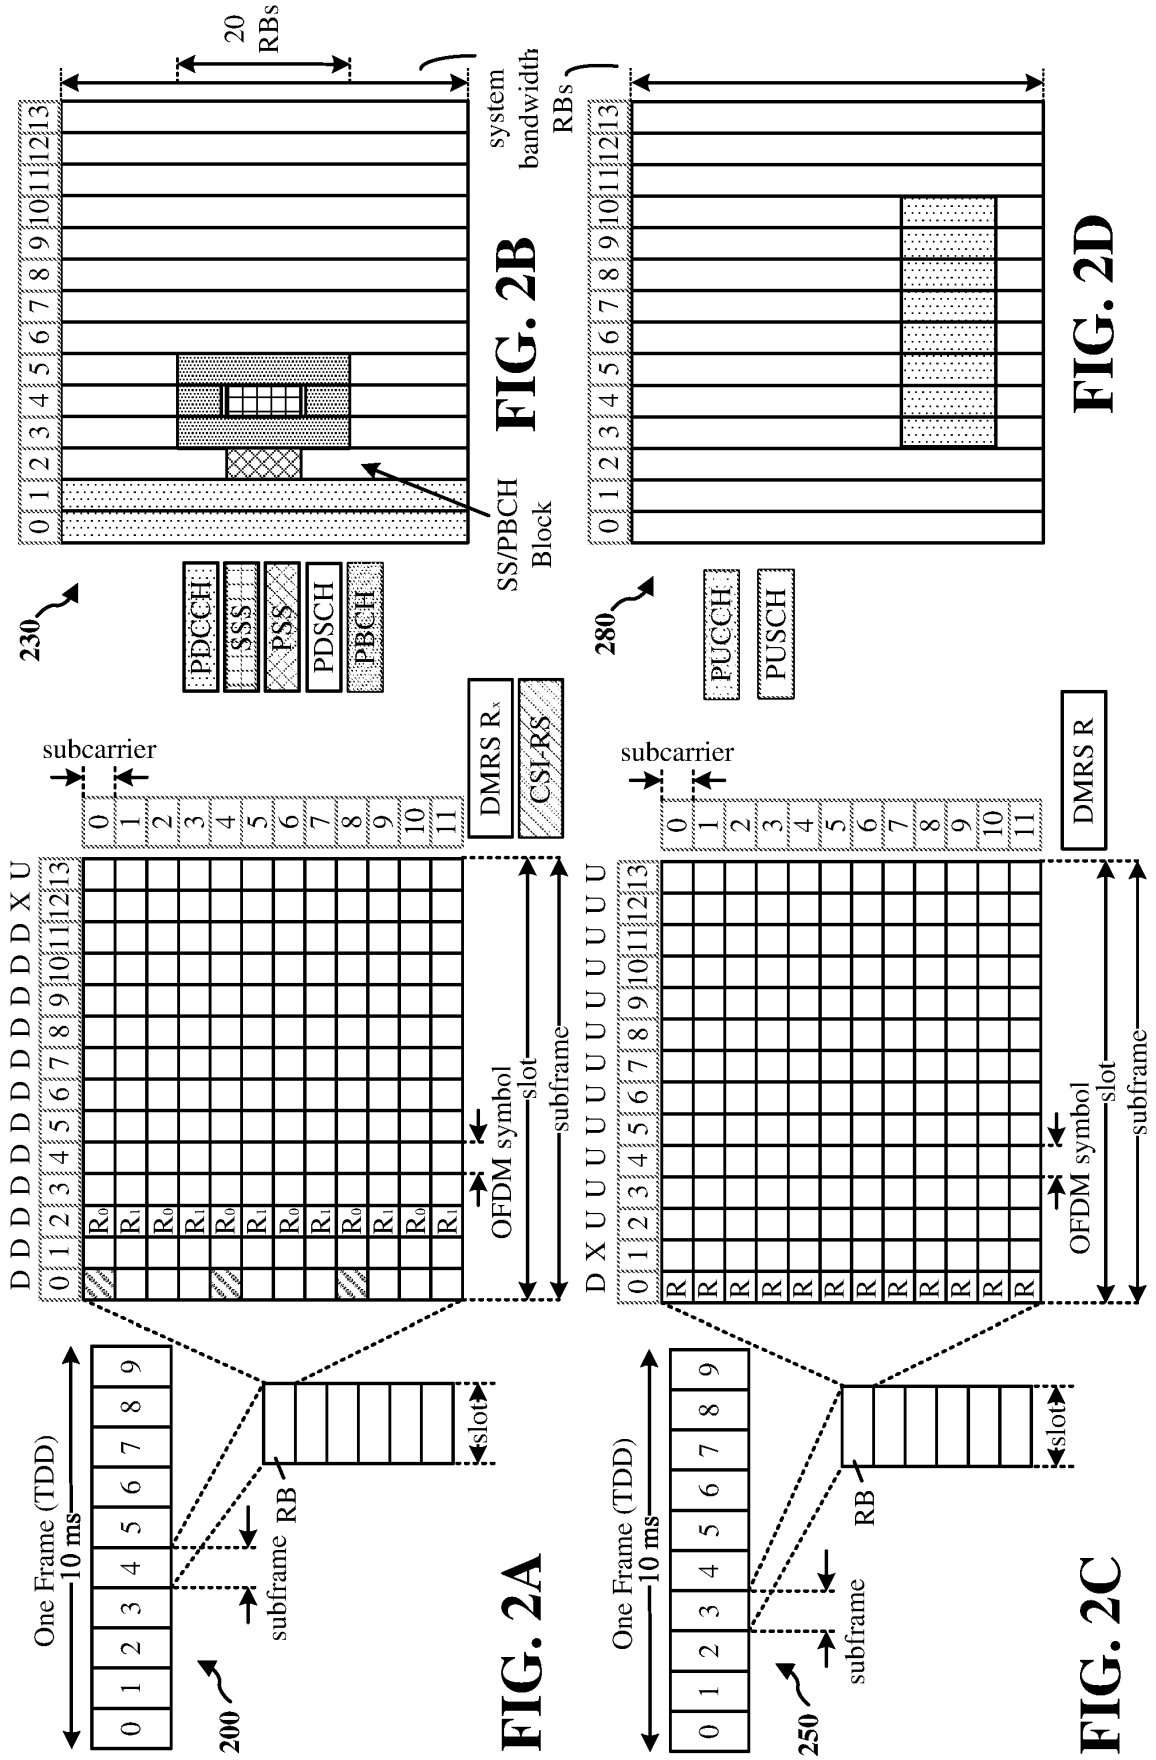 One Frame (TDD)
10 ms
0 1 2 3 4 5 6 7 8 9
200
subframe
RB
slot
FIG. 2A
D D D D D D D D D D D D X U
0 1 2 3 4 5 6 7 8 9 10 11 12 13
R0
R1
R0
R1
R0
R1
R0
R1
R0
R1
R0
R1
0
1
2
3
4
5
6
7
8
9
10
11
subcarrier
OFDM symbol
slot
subframe
DMRS Rx
CSI-RS
230
PDCCH
SSS
PSS
PDSCH
PBCH
0 1 2 3 4 5 6 7 8 9 10 11 12 13
20
RBs
SS/PBCH
Block
system
bandwidth
RBs
FIG. 2B
One Frame (TDD)
10 ms
0 1 2 3 4 5 6 7 8 9
250
subframe
RB
slot
FIG. 2C
D X U U U U U U U U U U U U
0 1 2 3 4 5 6 7 8 9 10 11 12 13
R
R
R
R
R
R
R
R
R
R
R
R
0
1
2
3
4
5
6
7
8
9
10
11
subcarrier
OFDM symbol
slot
subframe
DMRS R
280
PUCCH
PUSCH
0 1 2 3 4 5 6 7 8 9 10 11 12 13
FIG. 2D